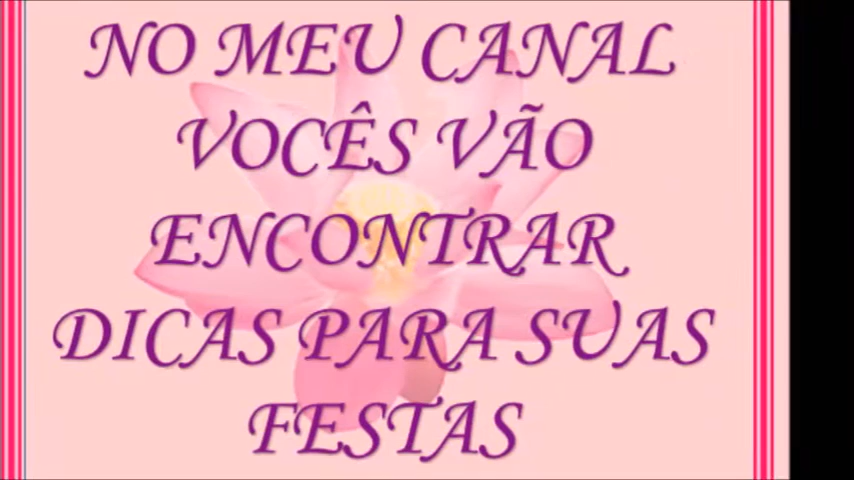 NO MEU CANAL
VOCÊS VÃO
ENCONTRAR
DICAS PARA SUAS
FESTAS